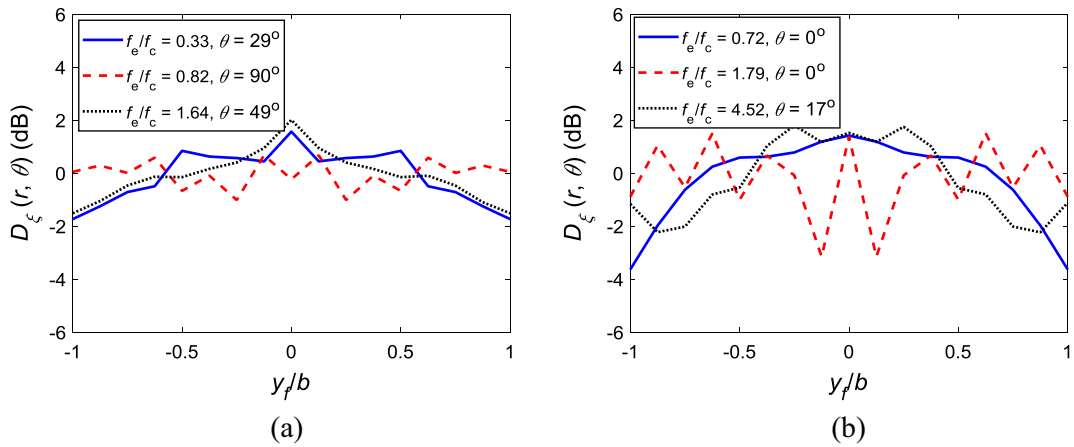 D_ξ (r, θ) (dB)
6
4
2
0
-2
-4
-6
f_e/f_c = 0.33, θ = 29°
f_e/f_c = 0.82, θ = 90°
f_e/f_c = 1.64, θ = 49°
-1 -0.5 0 0.5 1
y_f/b
(a)
D_ξ (r, θ) (dB)
6
4
2
0
-2
-4
-6
f_e/f_c = 0.72, θ = 0°
f_e/f_c = 1.79, θ = 0°
f_e/f_c = 4.52, θ = 17°
-1 -0.5 0 0.5 1
y_f/b
(b)